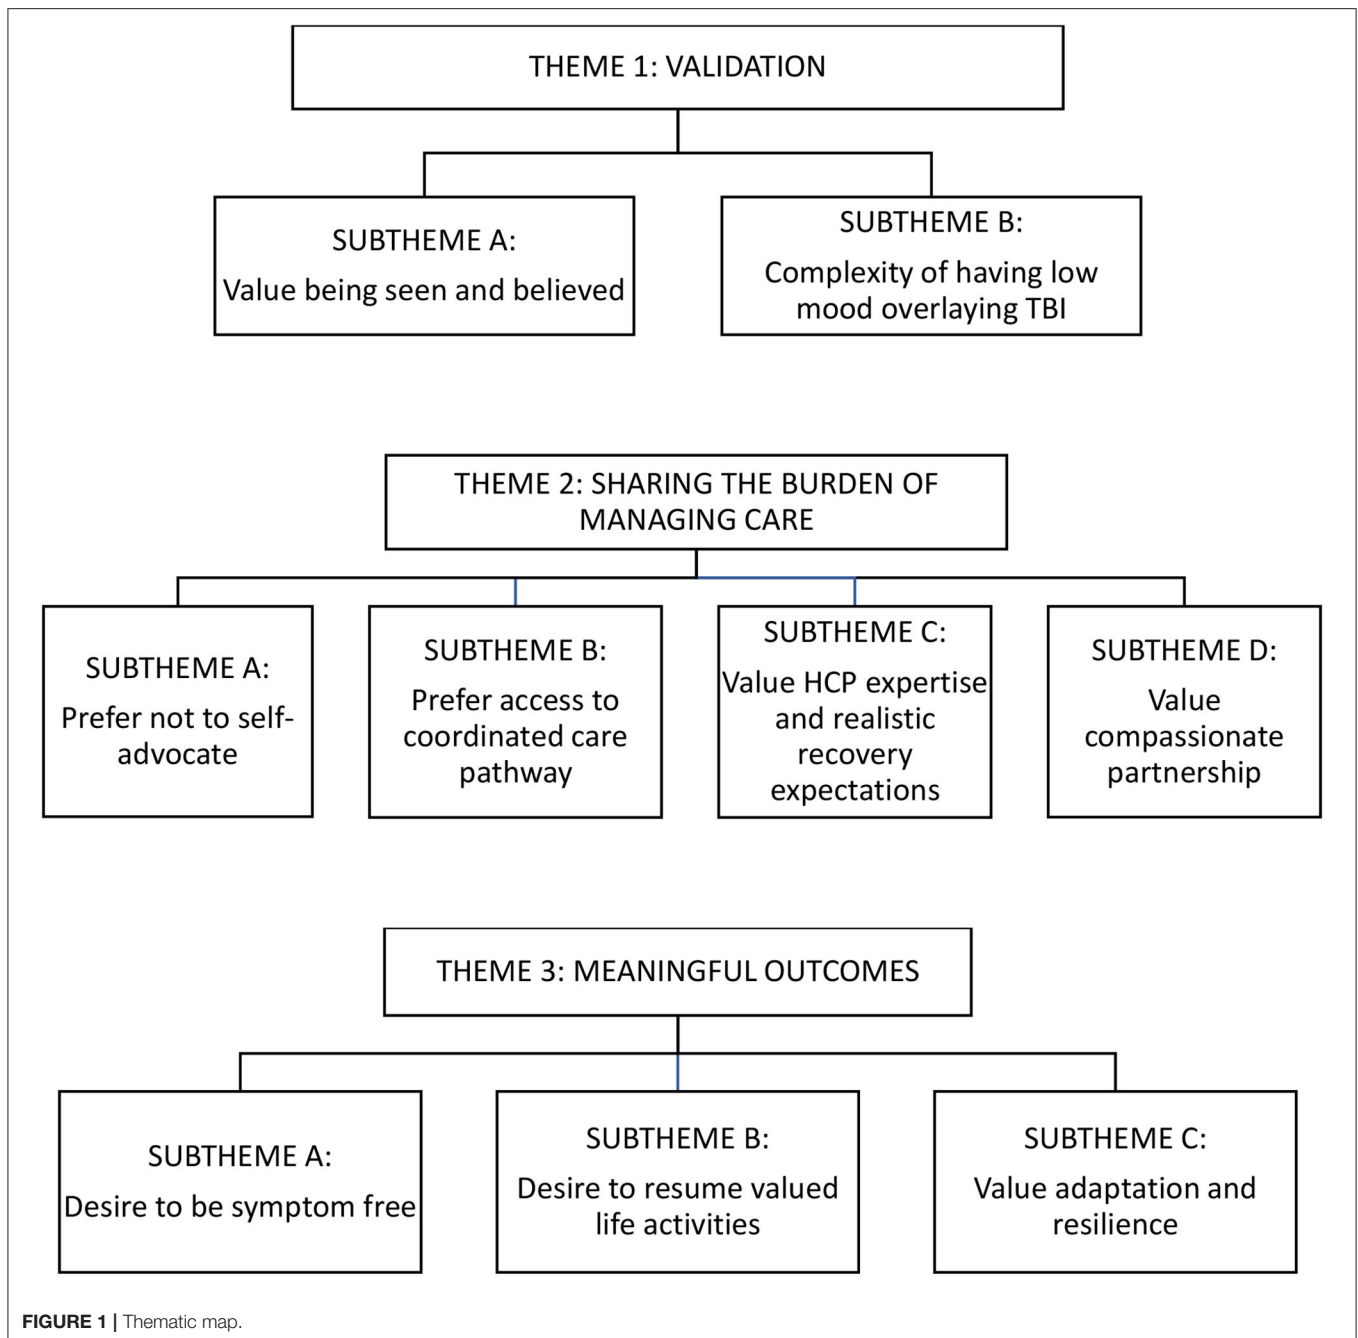 THEME 1: VALIDATION
SUBTHEME A:
Value being seen and believed
SUBTHEME B:
Complexity of having low
mood overlaying TBI
THEME 2: SHARING THE BURDEN OF
MANAGING CARE
SUBTHEME A:
Prefer not to self-
advocate
SUBTHEME B:
Prefer access to
coordinated care
pathway
SUBTHEME C:
Value HCP expertise
and realistic
recovery
expectations
SUBTHEME D:
Value
compassionate
partnership
THEME 3: MEANINGFUL OUTCOMES
SUBTHEME A:
Desire to be symptom free
SUBTHEME B:
Desire to resume valued
life activities
SUBTHEME C:
Value adaptation and
resilience
FIGURE 1 | Thematic map.